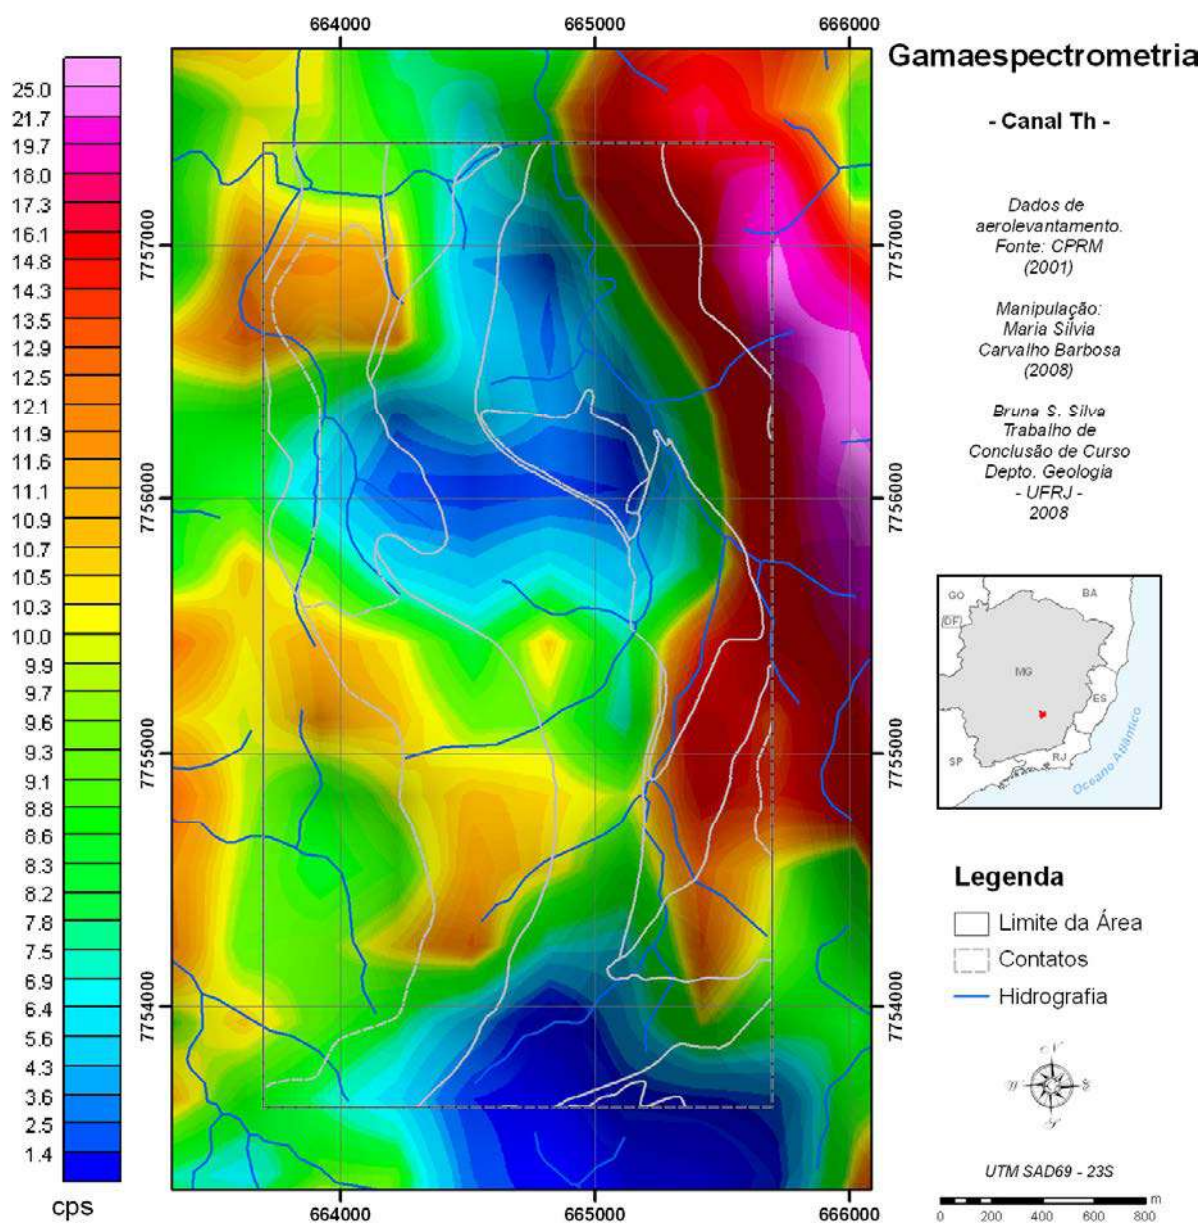 664000
665000
666000
25.0
21.7
19.7
18.0
17.3
16.1
14.8
14.3
13.5
12.9
12.5
12.1
11.9
11.6
11.1
10.9
10.7
10.5
10.3
10.0
9.9
9.7
9.6
9.3
9.1
8.8
8.6
8.3
8.2
7.8
7.5
6.9
6.4
5.6
4.3
3.6
2.5
1.4
cps
7757000
7756000
7755000
7754000
7757000
7756000
7755000
7754000
664000
665000
666000
Gamaespectrometria
- Canal Th -
Dados de
aerolevantamento.
Fonte: CPRM
(2001)
Manipulação:
Maria Silvia
Carvalho Barbosa
(2008)
Bruna S. Silva
Trabalho de
Conclusão de Curso
Depto. Geologia
- UFRJ -
2008
GO
BA
(DF)
MG
ES
SP
RJ
Oceano Atlântico
Legenda
Limite da Área
Contatos
Hidrografia
N
W
E
S
UTM SAD69 - 23S
m
0 200 400 600 800